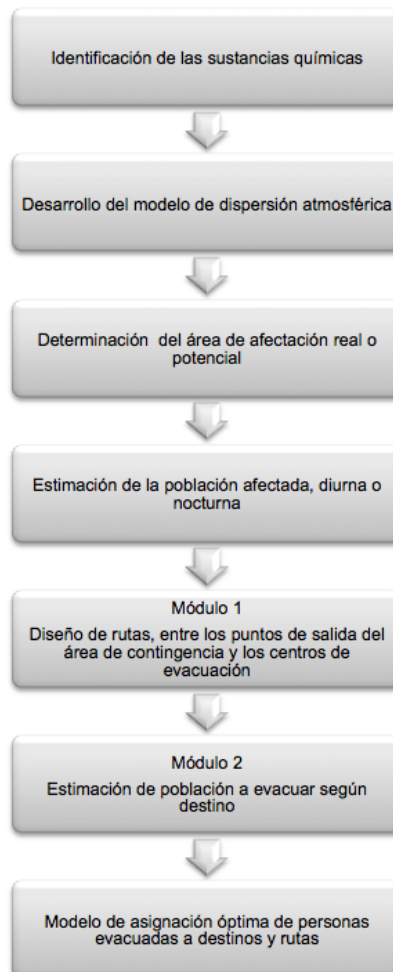 Identificación de las sustancias químicas
Desarrollo del modelo de dispersión atmosférica
Determinación del área de afectación real o
potencial
Estimación de la población afectada, diurna o
nocturna
Módulo 1
Diseño de rutas, entre los puntos de salida del
área de contingencia y los centros de
evacuación
Módulo 2
Estimación de población a evacuar según
destino
Modelo de asignación óptima de personas
evacuadas a destinos y rutas